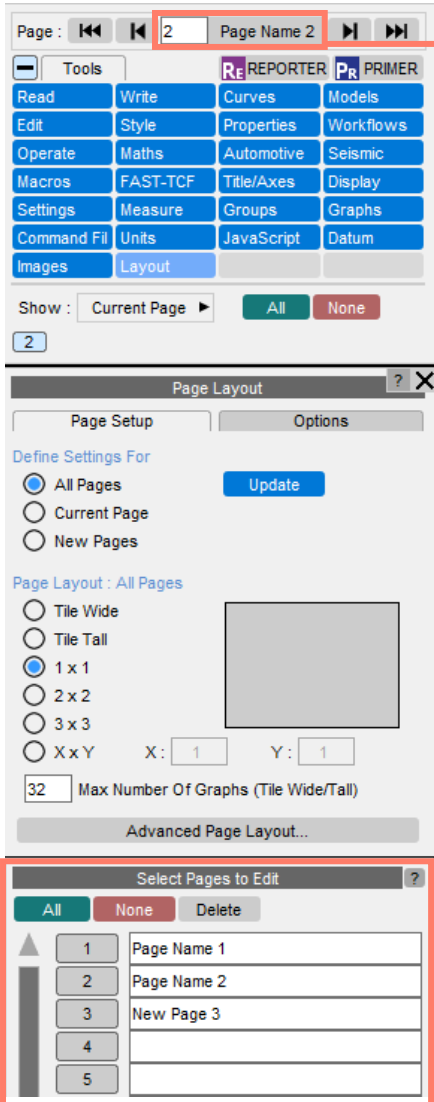 Page : 2 Page Name 2
Tools RE REPORTER PR PRIMER
Read Write Curves Models
Edit Style Properties Workflows
Operate Maths Automotive Seismic
Macros FAST-TCF Title/Axes Display
Settings Measure Groups Graphs
Command Fil Units JavaScript Datum
Images Layout
Show : Current Page All None
2
Page Layout ?
Page Setup Options
Define Settings For
All Pages Update
Current Page
New Pages
Page Layout : All Pages
Tile Wide
Tile Tall
1 x 1
2 x 2
3 x 3
X x Y X : 1 Y : 1
32 Max Number Of Graphs (Tile Wide/Tall)
Advanced Page Layout...
Select Pages to Edit ?
All None Delete
1 Page Name 1
2 Page Name 2
3 New Page 3
4
5